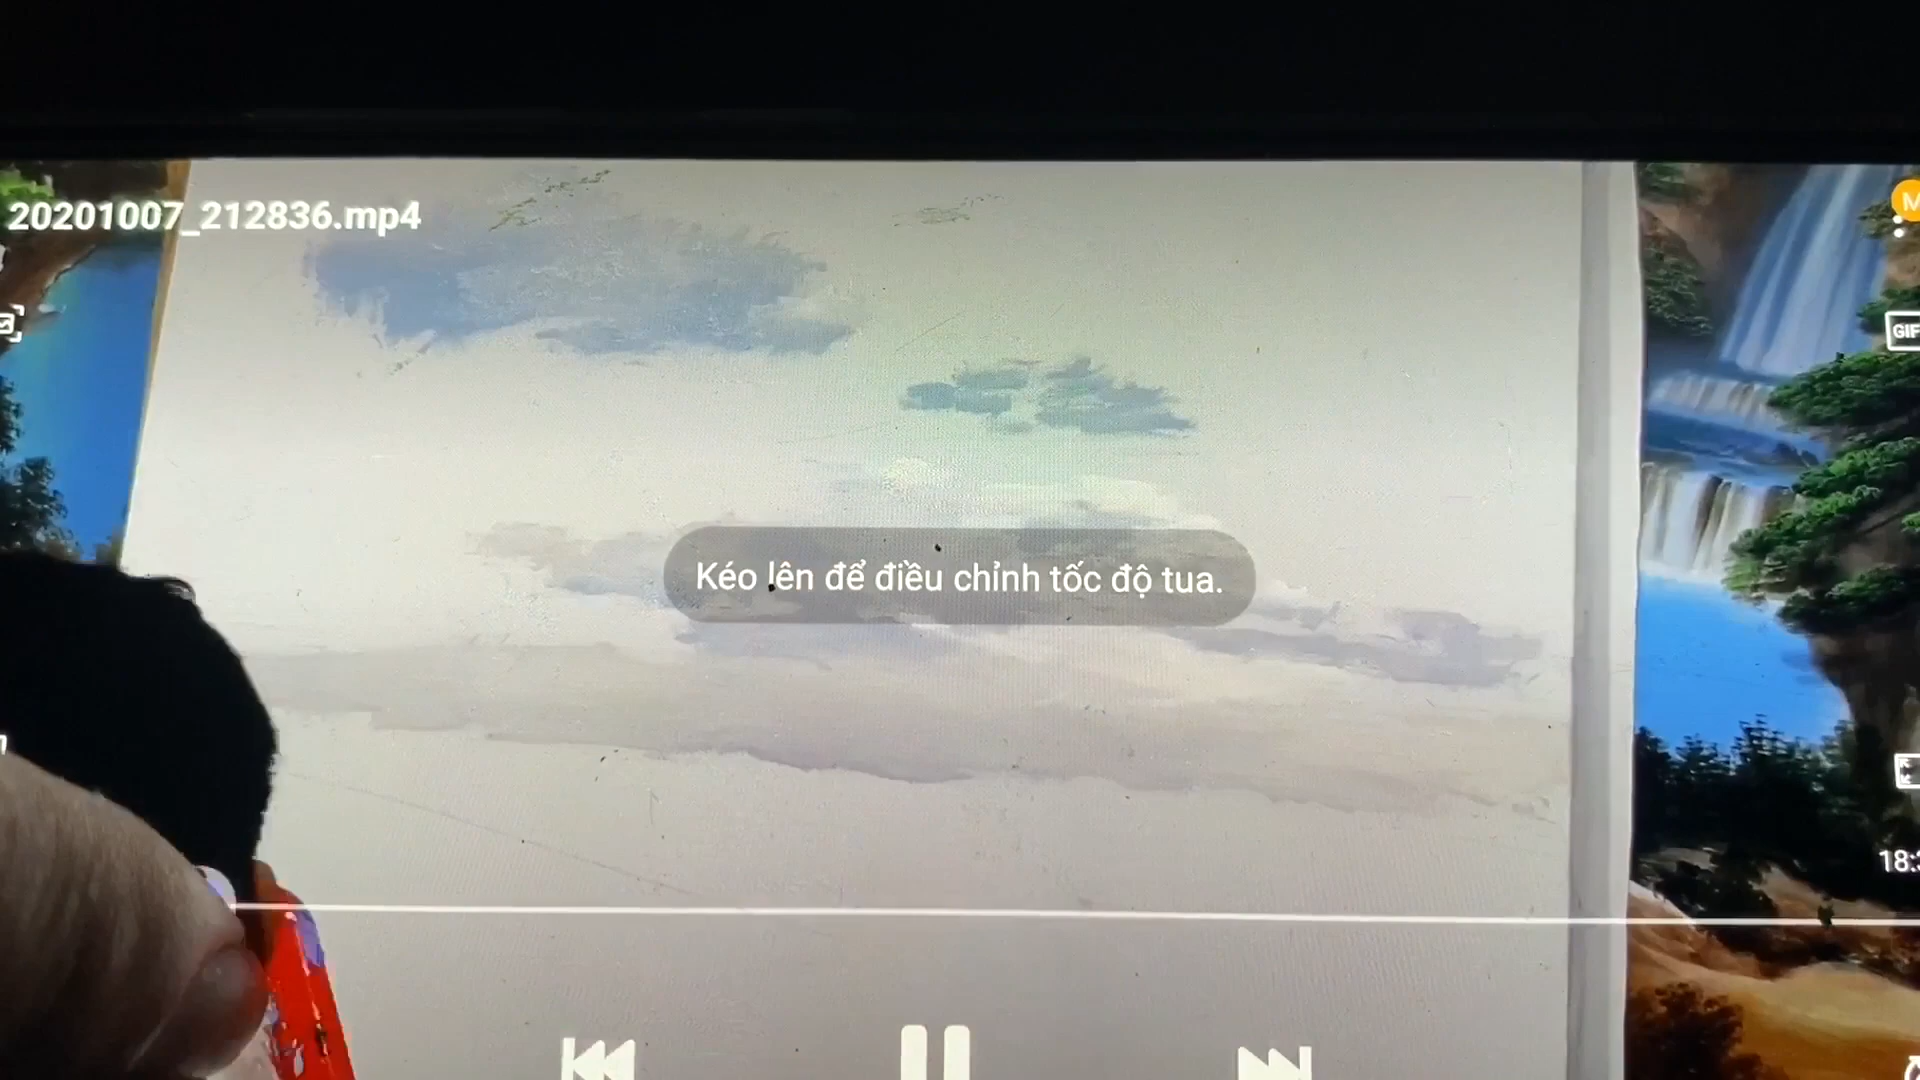 20201007_212836.mp4
M
GIF
Kéo lên để điều chỉnh tốc độ tua.